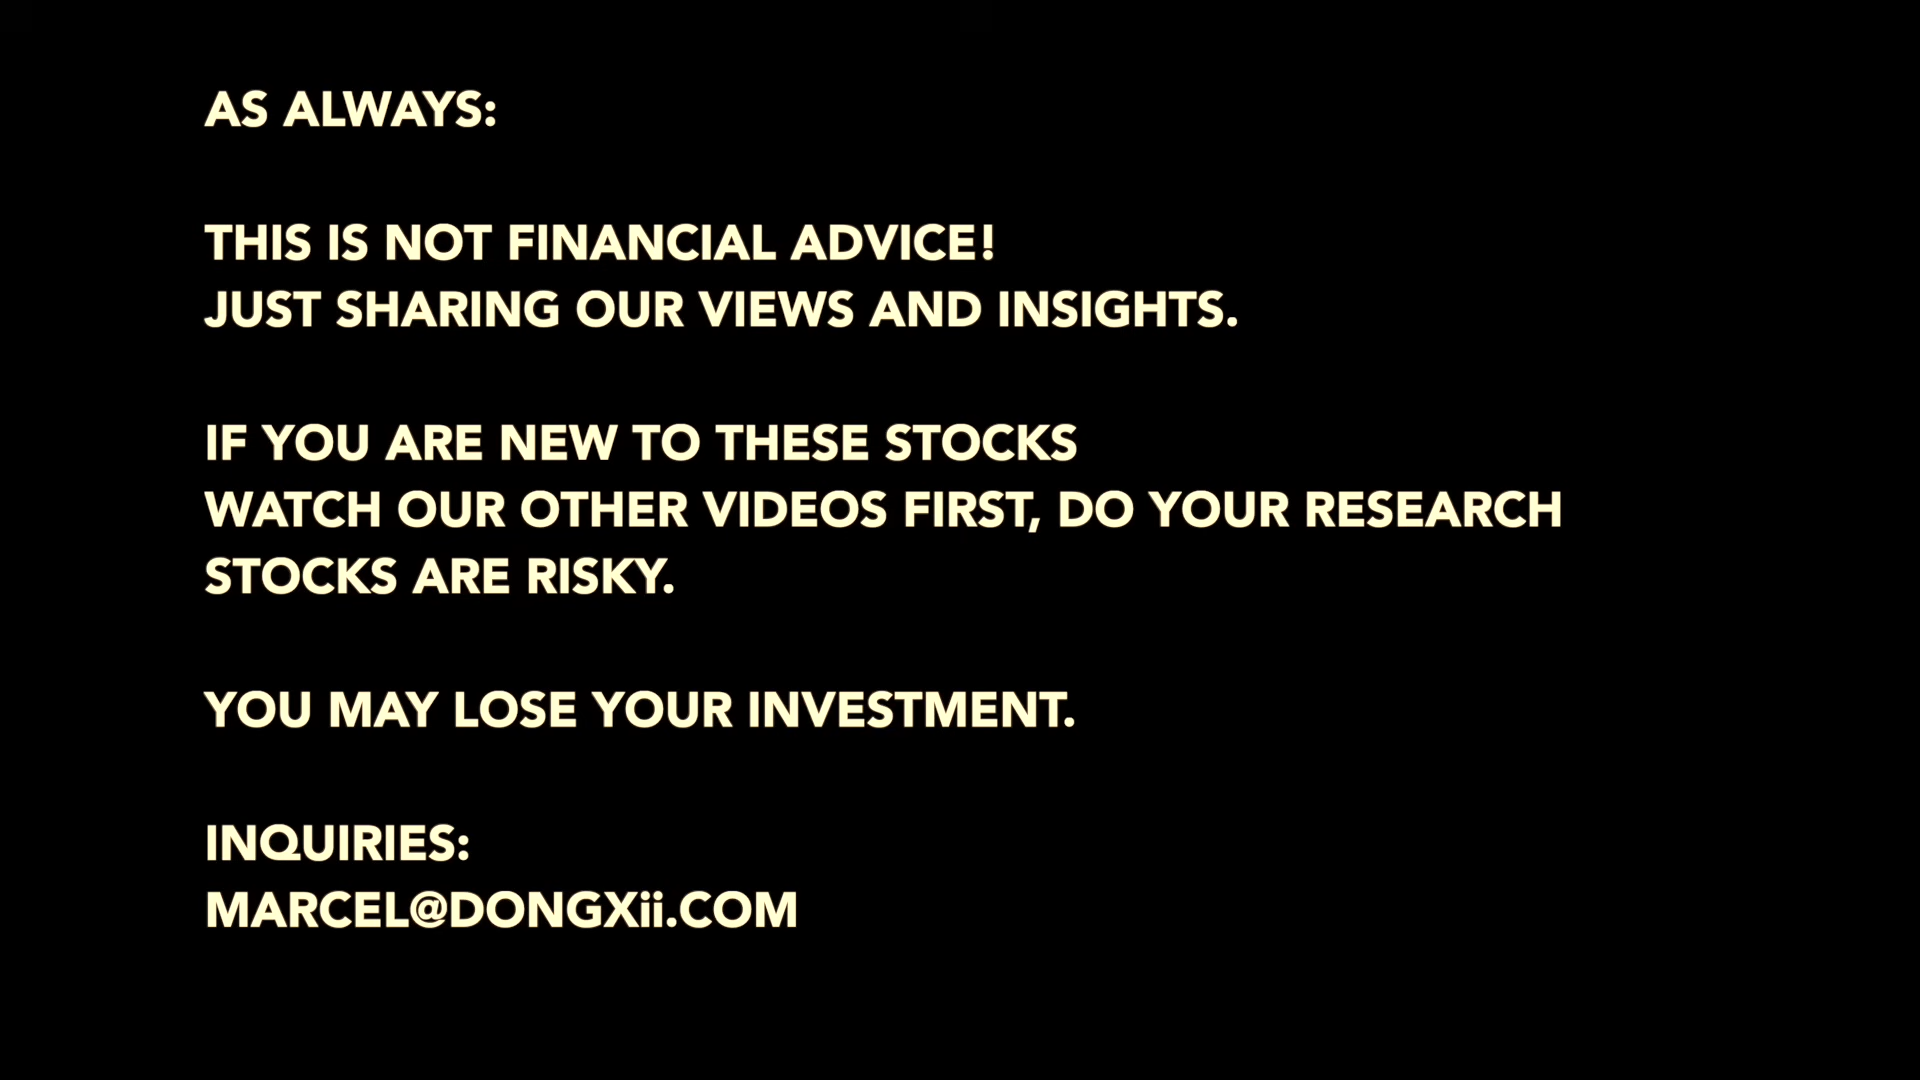 AS ALWAYS:
THIS IS NOT FINANCIAL ADVICE!
JUST SHARING OUR VIEWS AND INSIGHTS.
IF YOU ARE NEW TO THESE STOCKS
WATCH OUR OTHER VIDEOS FIRST, DO YOUR RESEARCH
STOCKS ARE RISKY.
YOU MAY LOSE YOUR INVESTMENT.
INQUIRIES:
MARCEL@DONGXii.COM